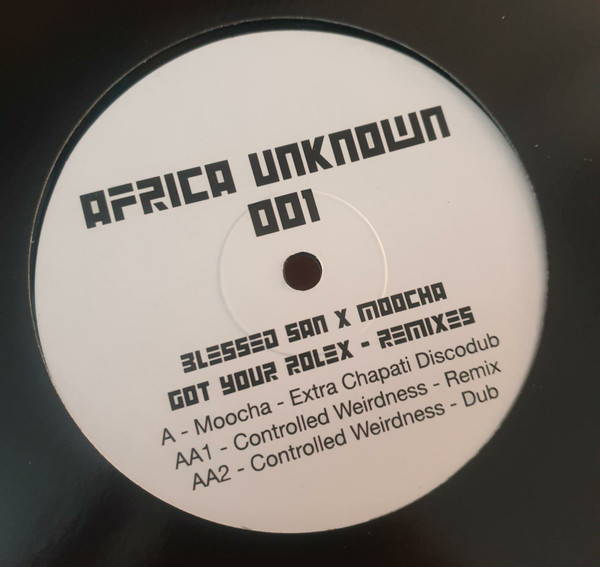 AFRICA UNKNOWN
001
BLESSED SAN X MOOCHA
GOT YOUR ROLEX - REMIXES
A - Moocha - Extra Chapati Discodub
AA1 - Controlled Weirdness - Remix
AA2 - Controlled Weirdness - Dub